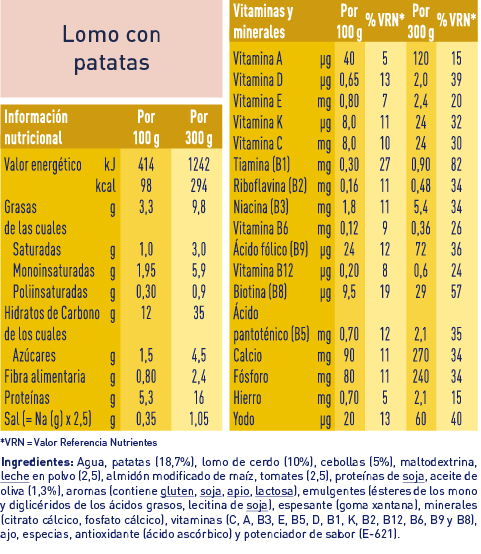 Lomo con
patatas
Información nutricional Por 100 g Por 300 g
Valor energético kJ 414 1242
kcal 98 294
Grasas g 3,3 9,8
de las cuales
Saturadas g 1,0 3,0
Monoinsaturadas g 1,95 5,9
Poliinsaturadas g 0,30 0,9
Hidratos de Carbono g 12 35
de los cuales
Azúcares g 1,5 4,5
Fibra alimentaria g 0,80 2,4
Proteínas g 5,3 16
Sal (= Na (g) x 2,5) g 0,35 1,05
Vitaminas y minerales Por 100 g % VRN* Por 300 g % VRN*
Vitamina A µg 40 5 120 15
Vitamina D µg 0,65 13 2,0 39
Vitamina E mg 0,80 7 2,4 20
Vitamina K µg 8,0 11 24 32
Vitamina C mg 8,0 10 24 30
Tiamina (B1) mg 0,30 27 0,90 82
Riboflavina (B2) mg 0,16 11 0,48 34
Niacina (B3) mg 1,8 11 5,4 34
Vitamina B6 mg 0,12 9 0,36 26
Ácido fólico (B9) µg 24 12 72 36
Vitamina B12 µg 0,20 8 0,6 24
Biotina (B8) µg 9,5 19 29 57
Ácido
pantoténico (B5) mg 0,70 12 2,1 35
Calcio mg 90 11 270 34
Fósforo mg 80 11 240 34
Hierro mg 0,70 5 2,1 15
Yodo µg 20 13 60 40
*VRN = Valor Referencia Nutrientes
Ingredientes: Agua, patatas (18,7%), lomo de cerdo (10%), cebollas (5%), maltodextrina,
leche en polvo (2,5), almidón modificado de maíz, tomates (2,5), proteínas de soja, aceite de
oliva (1,3%), aromas (contiene gluten, soja, apio, lactosa), emulgentes (ésteres de los mono
y diglicéridos de los ácidos grasos, lecitina de soja), espesante (goma xantana), minerales
(citrato cálcico, fosfato cálcico), vitaminas (C, A, B3, E, B5, D, B1, K, B2, B12, B6, B9 y B8),
ajo, especias, antioxidante (ácido ascórbico) y potenciador de sabor (E-621).